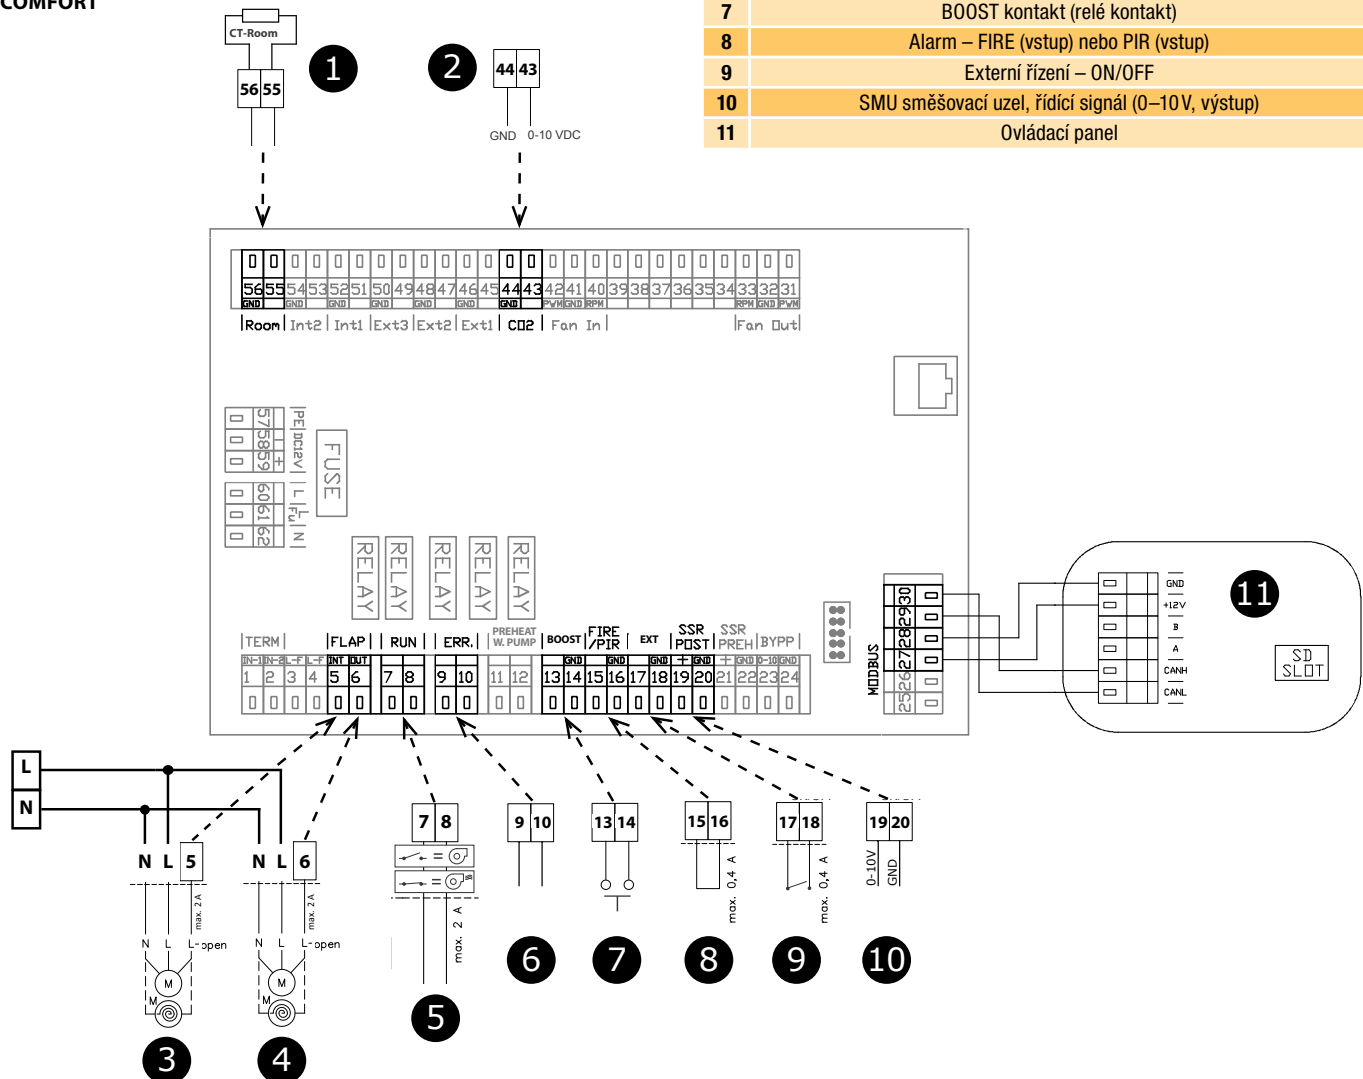 COMFORT
7 BOOST kontakt (relé kontakt)
8 Alarm – FIRE (vstup) nebo PIR (vstup)
9 Externí řízení – ON/OFF
10 SMU směšovací uzel, řídící signál (0–10 V, výstup)
11 Ovládací panel
CT-Room
56 55
1
2
44 43
GND 0-10 VDC
56 55 54 53 52 51 50 49 48 47 46 45 44 43 42 41 40 39 38 37 36 35 34 33 32 31
GND GND GND GND GND GND GND PWM GND RPM RPM GND PWM
Room Int2 Int1 Ext3 Ext2 Ext1 CO2 Fan In Fan Out
57 58 59
PE DC12V - +
60 61 62
L Fu L N
FUSE
RELAY RELAY RELAY RELAY RELAY
TERM FLAP RUN ERR. PREHEAT W. PUMP BOOST FIRE /PIR EXT SSR POST SSR PREH BYPP
IN-1 IN-2 L-F L-F INT OUT GND GND GND + GND + GND 0-10 GND
1 2 3 4 5 6 7 8 9 10 11 12 13 14 15 16 17 18 19 20 21 22 23 24
MODBUS
25 26 27 28 29 30
GND
+12V
B
A
CANH
CANL
11
SD SLOT
L
N
N L 5
N L 6
max. 2 A
max. 2 A
N L L-open
N L L-open
M
M
M
M
3
4
7 8
=
=
max. 2 A
5
9 10
6
13 14
7
15 16
max. 0,4 A
8
17 18
max. 0,4 A
9
19 20
0-10V
GND
10